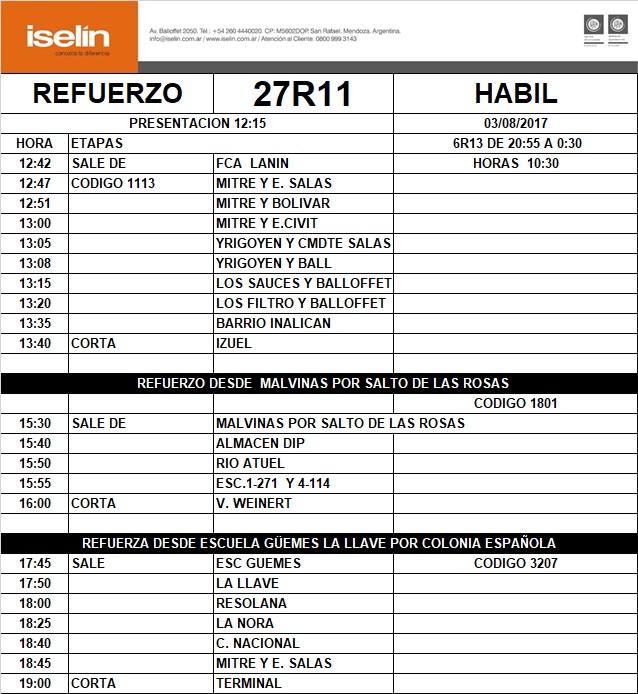 iselín
conozca la diferencia
Av. Balloffet 2050. Tel.: +54 260 4440020. CP: M5602DOP. San Rafael. Mendoza. Argentina.
info@iselin.com.ar / www.iselin.com.ar / Atención al Cliente: 0800 999 3143
REFUERZO 27R11 HABIL
PRESENTACION 12:15 03/08/2017
HORA ETAPAS 6R13 DE 20:55 A 0:30
12:42 SALE DE FCA LANIN HORAS 10:30
12:47 CODIGO 1113 MITRE Y E. SALAS
12:51 MITRE Y BOLIVAR
13:00 MITRE Y E.CIVIT
13:05 YRIGOYEN Y CMDTE SALAS
13:08 YRIGOYEN Y BALL
13:15 LOS SAUCES Y BALLOFFET
13:20 LOS FILTRO Y BALLOFFET
13:35 BARRIO INALICAN
13:40 CORTA IZUEL
REFUERZO DESDE MALVINAS POR SALTO DE LAS ROSAS
CODIGO 1801
15:30 SALE DE MALVINAS POR SALTO DE LAS ROSAS
15:40 ALMACEN DIP
15:50 RIO ATUEL
15:55 ESC.1-271 Y 4-114
16:00 CORTA V. WEINERT
REFUERZA DESDE ESCUELA GÜEMES LA LLAVE POR COLONIA ESPAÑOLA
17:45 SALE ESC GUEMES CODIGO 3207
17:50 LA LLAVE
18:00 RESOLANA
18:25 LA NORA
18:40 C. NACIONAL
18:45 MITRE Y E. SALAS
19:00 CORTA TERMINAL